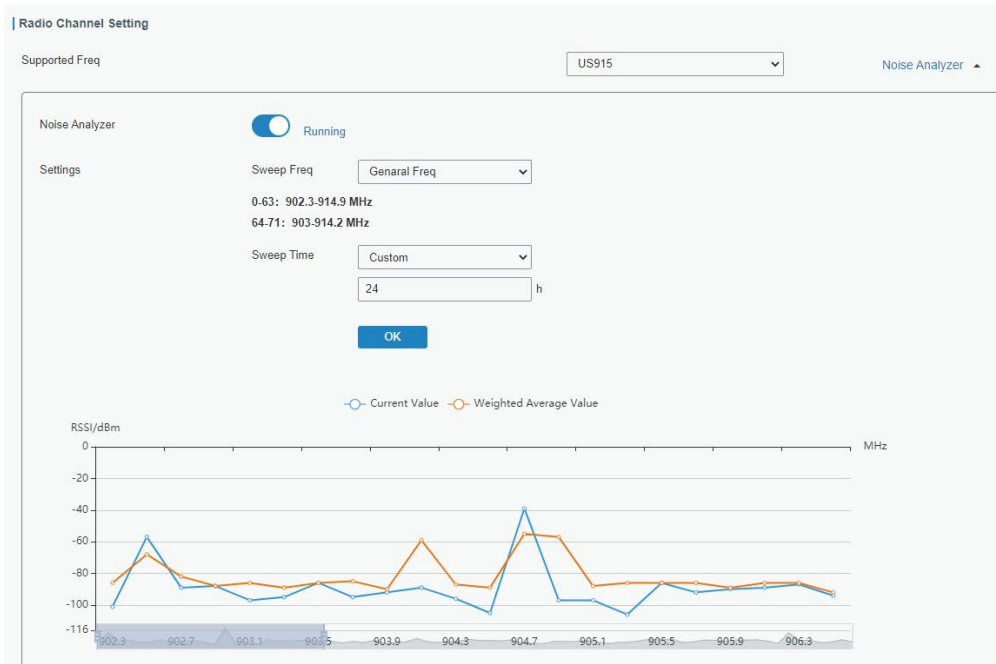 Radio Channel Setting
Supported Freq US915 Noise Analyzer
Noise Analyzer Running
Settings Sweep Freq Genaral Freq
0-63: 902.3-914.9 MHz
64-71: 903-914.2 MHz
Sweep Time Custom
24 h
OK
Current Value Weighted Average Value
RSSI/dBm
0 MHz
-20
-40
-60
-80
-100
-116
902.3 902.7 903.1 903.5 903.9 904.3 904.7 905.1 905.5 905.9 906.3